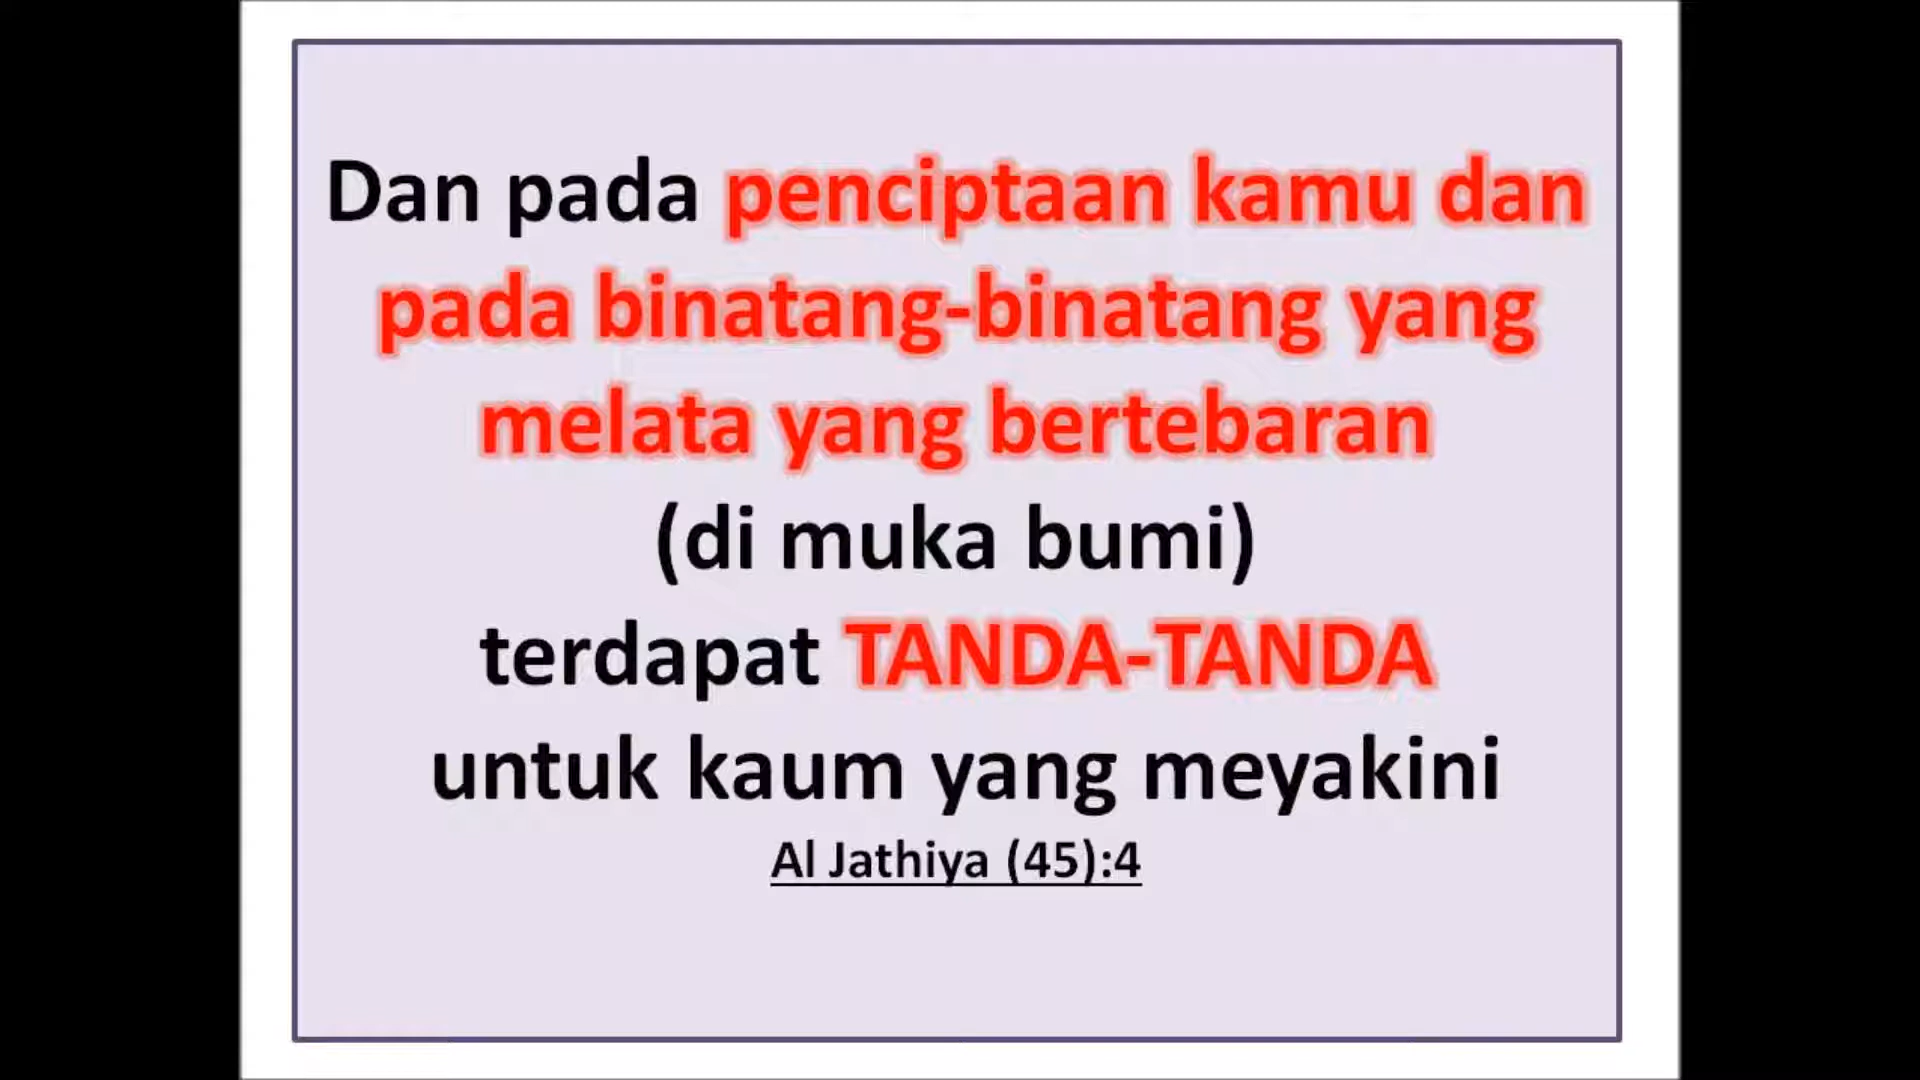 Dan pada penciptaan kamu dan
pada binatang-binatang yang
melata yang bertebaran
(di muka bumi)
terdapat TANDA-TANDA
untuk kaum yang meyakini
Al Jathiya (45):4